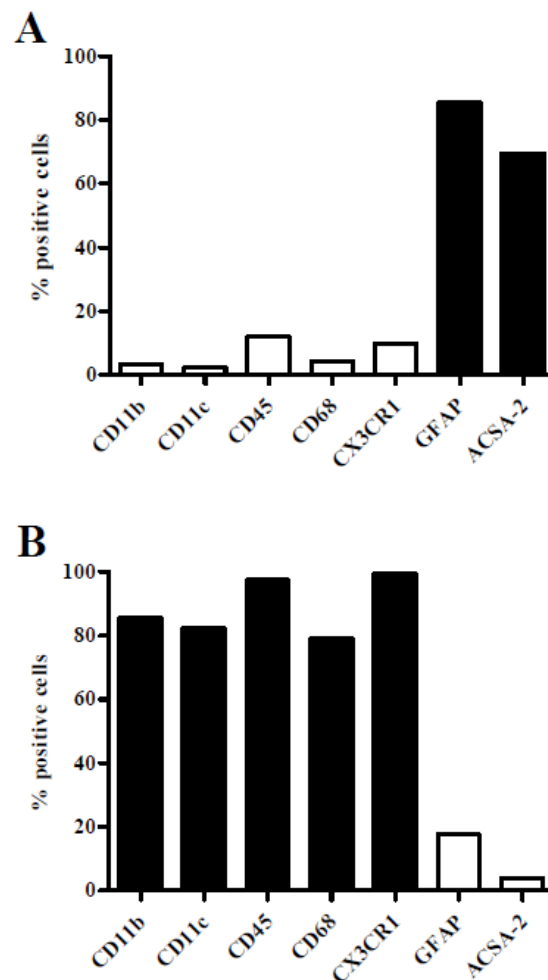 A
% positive cells
100
80
60
40
20
0
CD11b
CD11c
CD45
CD68
CX3CR1
GFAP
ACSA-2
B
% positive cells
100
80
60
40
20
0
CD11b
CD11c
CD45
CD68
CX3CR1
GFAP
ACSA-2